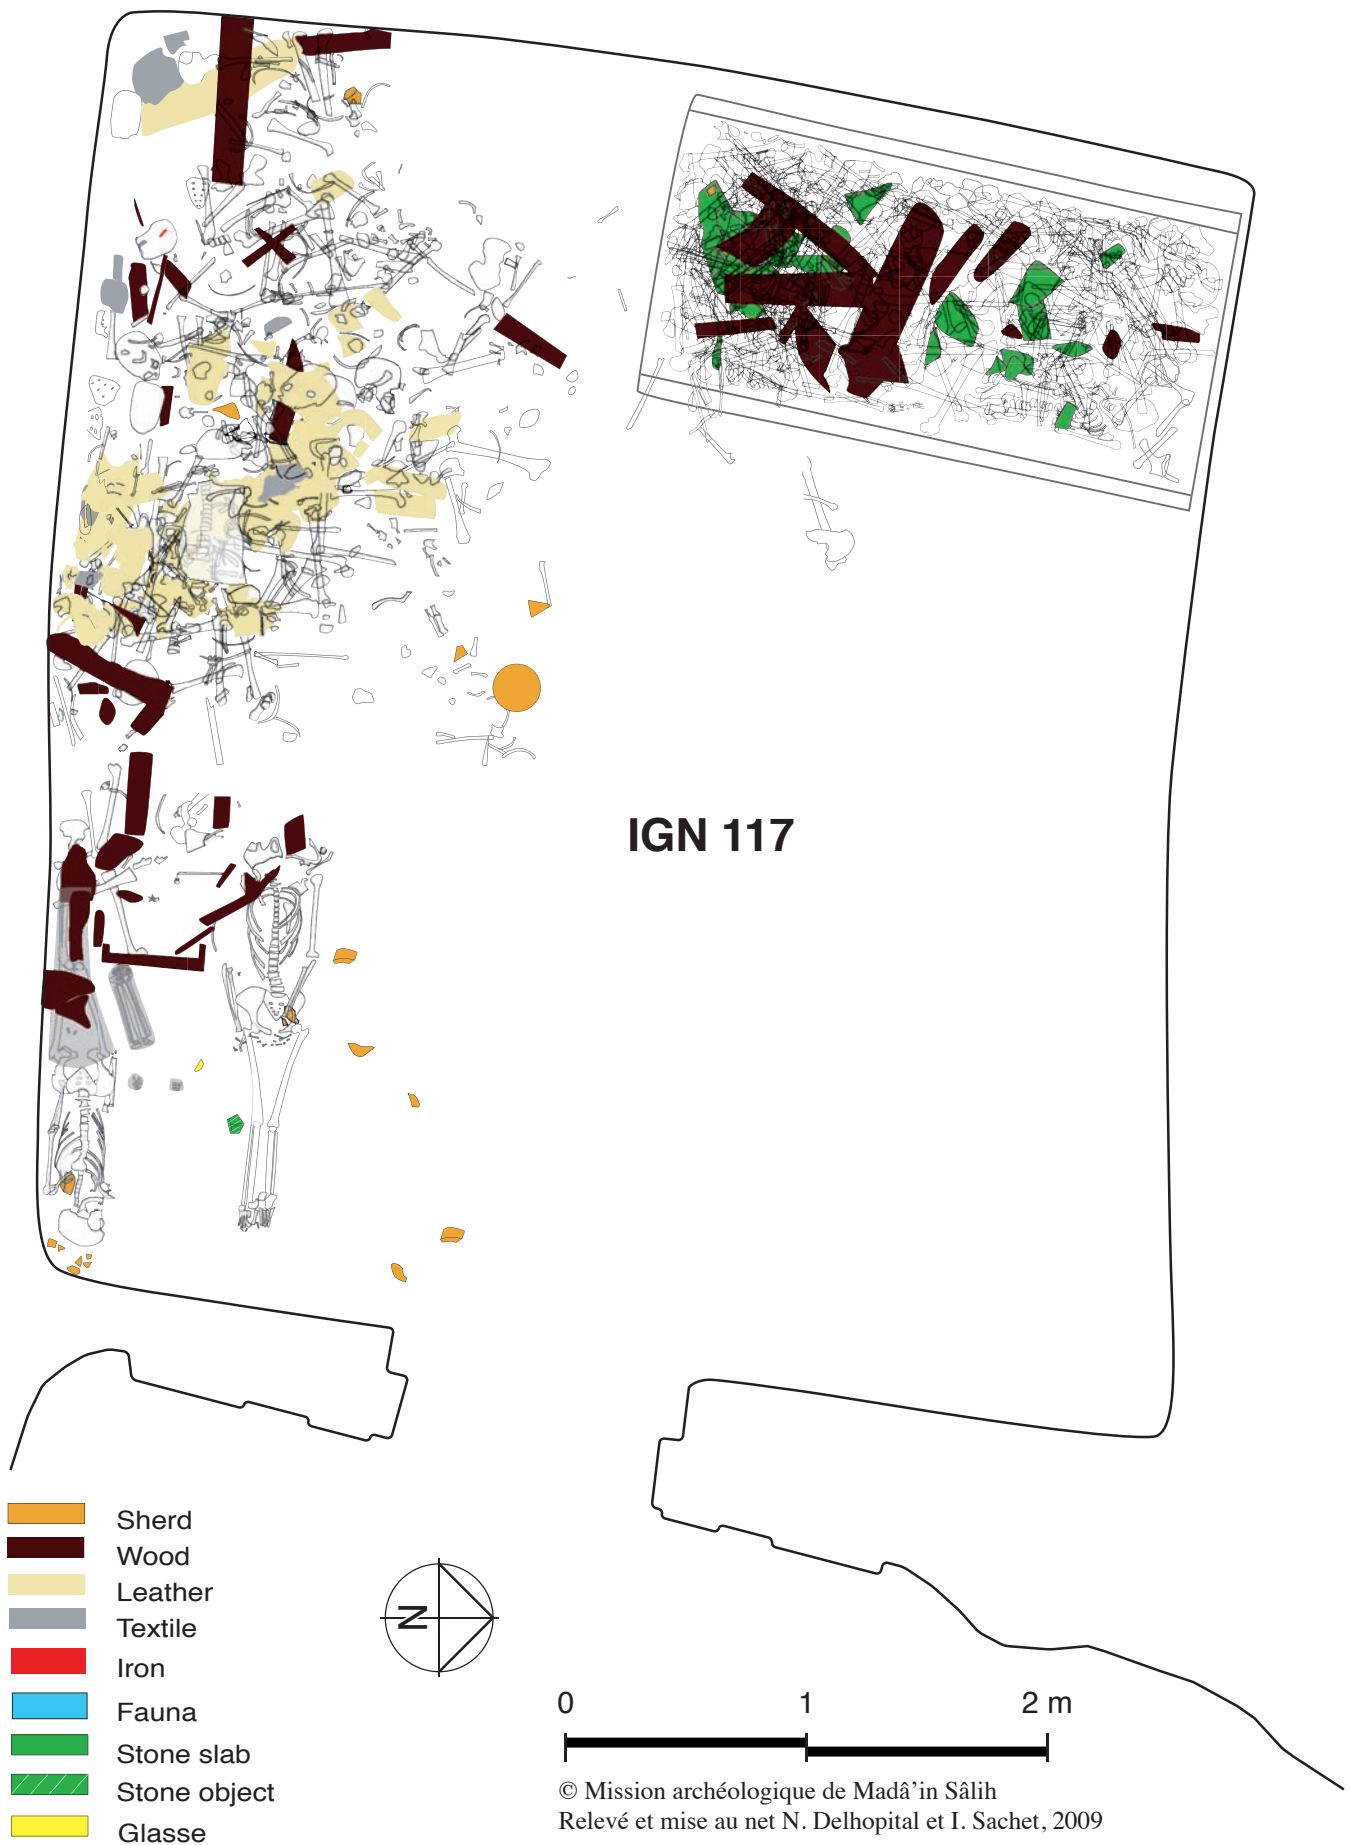 IGN 117
Sherd
Wood
Leather
Textile
Iron
Fauna
Stone slab
Stone object
Glasse
N
0 1 2 m
© Mission archéologique de Madâ’in Sâlih
Relevé et mise au net N. Delhopital et I. Sachet, 2009